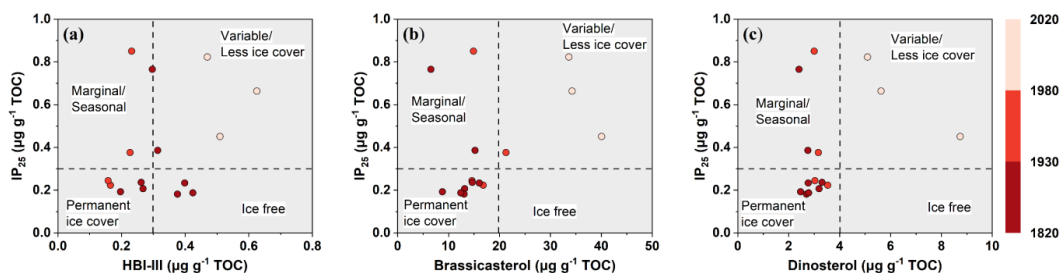 (a)
Variable/
Less ice cover
Marginal/
Seasonal
Permanent
ice cover
Ice free
IP25 (µg g-1 TOC)
1.0
0.8
0.6
0.4
0.2
0.0
0.0 0.2 0.4 0.6 0.8
HBI-III (µg g-1 TOC)
(b)
Variable/
Less ice cover
Marginal/
Seasonal
Permanent
ice cover
Ice free
IP25 (µg g-1 TOC)
1.0
0.8
0.6
0.4
0.2
0.0
0 10 20 30 40 50
Brassicasterol (µg g-1 TOC)
(c)
Variable/
Less ice cover
Marginal/
Seasonal
Permanent
ice cover
Ice free
IP25 (µg g-1 TOC)
1.0
0.8
0.6
0.4
0.2
0.0
0 2 4 6 8 10
Dinosterol (µg g-1 TOC)
2020
1980
1930
1820